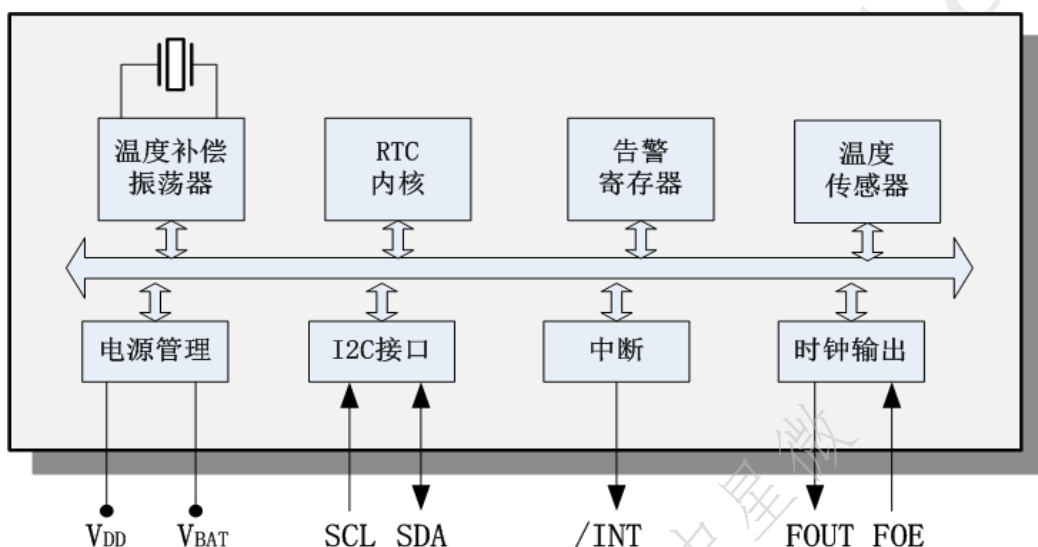 温度补偿
振荡器
RTC
内核
告警
寄存器
温度
传感器
电源管理
I2C接口
中断
时钟输出
VDD
VBAT
SCL
SDA
/INT
FOUT
FOE
星微